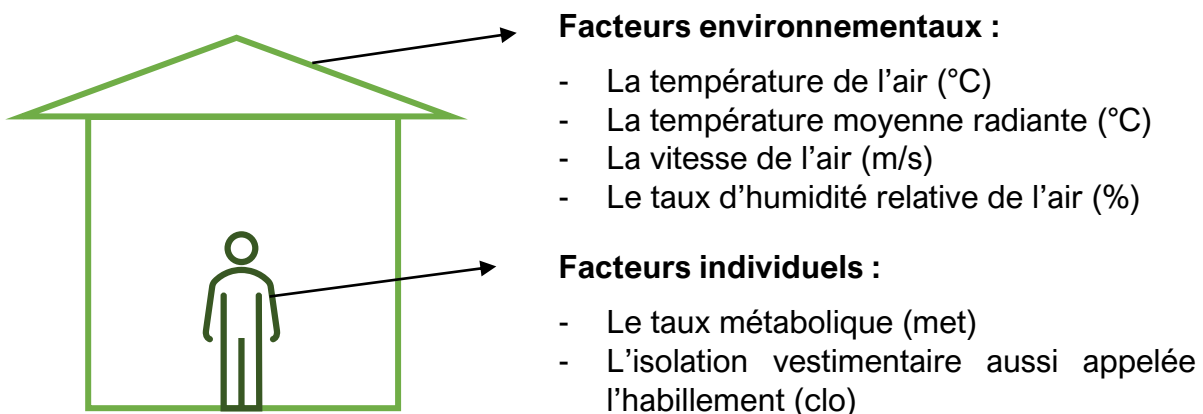 Facteurs environnementaux :
- La température de l’air (°C)
- La température moyenne radiante (°C)
- La vitesse de l’air (m/s)
- Le taux d’humidité relative de l’air (%)
Facteurs individuels :
- Le taux métabolique (met)
- L’isolation vestimentaire aussi appelée
l’habillement (clo)